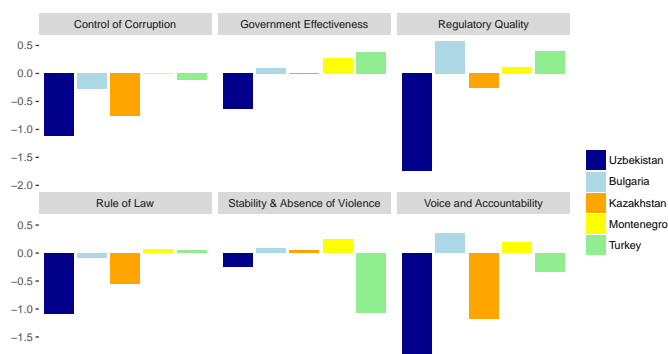 Control of Corruption
Government Effectiveness
Regulatory Quality
0.5
0.0
−0.5
−1.0
−1.5
−2.0
Rule of Law
Stability & Absence of Violence
Voice and Accountability
0.5
0.0
−0.5
−1.0
−1.5
Uzbekistan
Bulgaria
Kazakhstan
Montenegro
Turkey